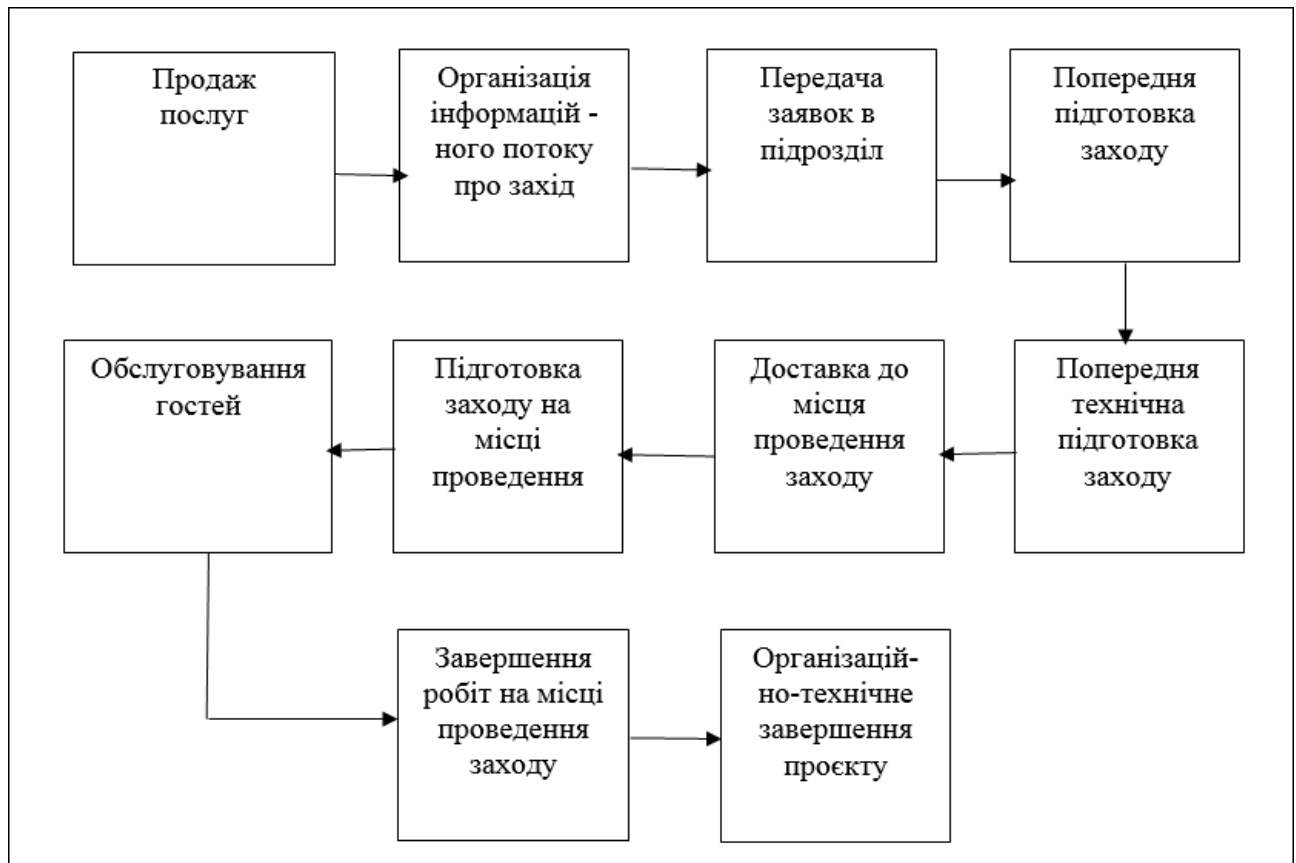 Продаж
послуг
Організація
інформацій -
ного потоку
про захід
Передача
заявок в
підрозділ
Попередня
підготовка
заходу
Попередня
технічна
підготовка
заходу
Доставка до
місця
проведення
заходу
Підготовка
заходу на
місці
проведення
Обслуговування
гостей
Завершення
робіт на місці
проведення
заходу
Організацій-
но-технічне
завершення
проєкту